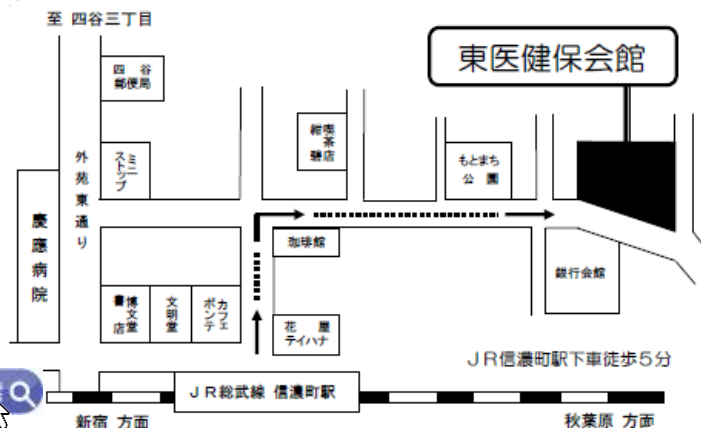 至 四谷三丁目
東医健保会館
四谷
郵便局
喫茶店
紺碧
ミニ
ストップ
もとまち
公園
外苑東通り
慶應病院
珈琲館
銀行会館
博文堂
書店
文明堂
カフェ
ボンテ
花屋
テイハナ
JR信濃町駅下車徒歩5分
JR総武線 信濃町駅
新宿 方面
秋葉原 方面